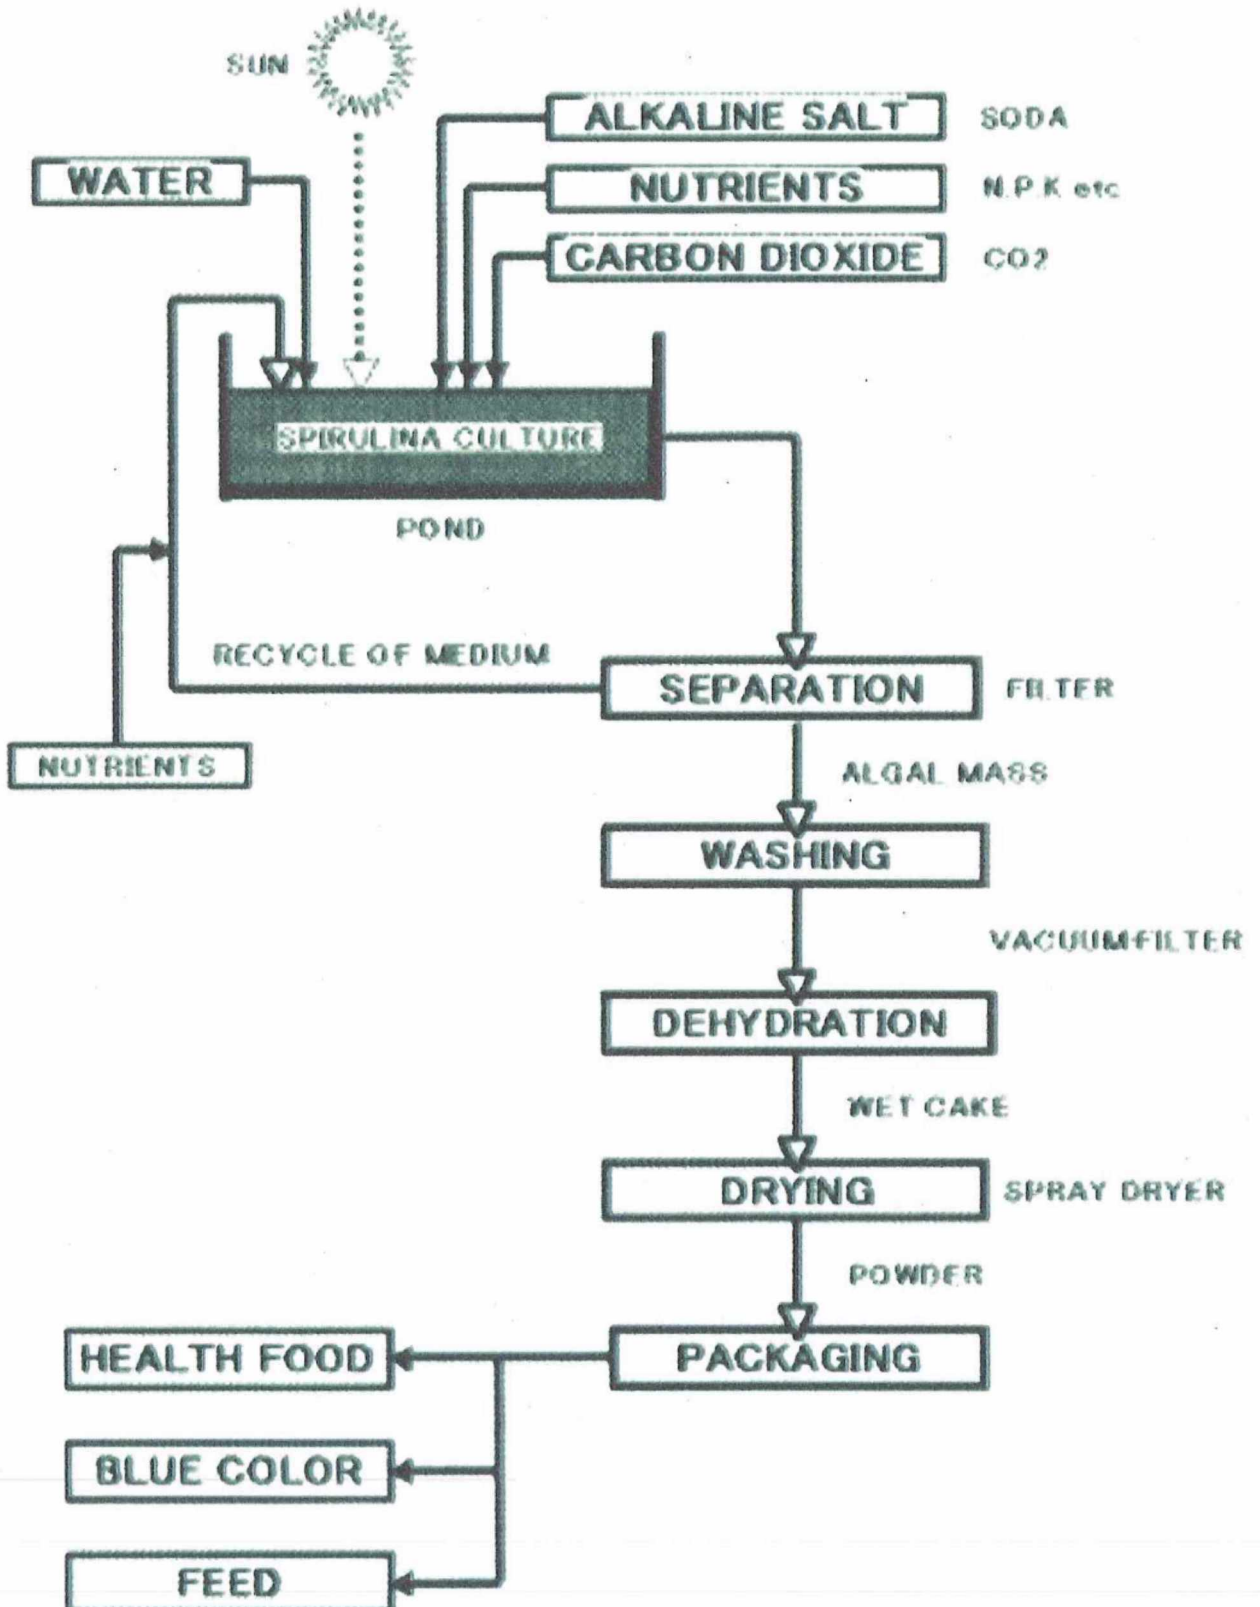 SUN
ALKALINE SALT SODA
WATER
NUTRIENTS N.P.K etc
CARBON DIOXIDE CO2
SPIRULINA CULTURE
POND
RECYCLE OF MEDIUM
SEPARATION FILTER
NUTRIENTS
ALGAL MASS
WASHING
VACUUMFILTER
DEHYDRATION
WET CAKE
DRYING SPRAY DRYER
POWDER
HEALTH FOOD
PACKAGING
BLUE COLOR
FEED